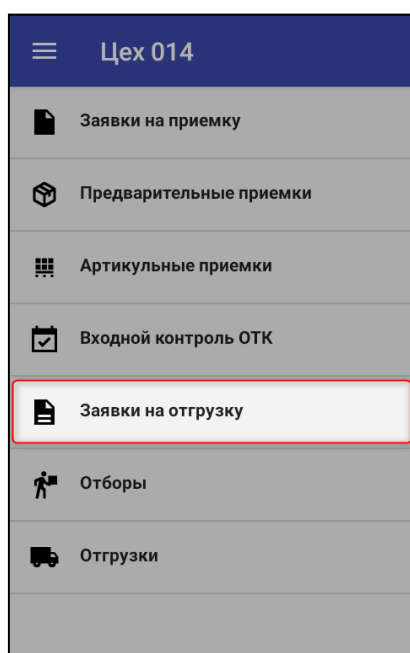 Цех 014
Заявки на приемку
Предварительные приемки
Артикульные приемки
Входной контроль ОТК
Заявки на отгрузку
Отборы
Отгрузки